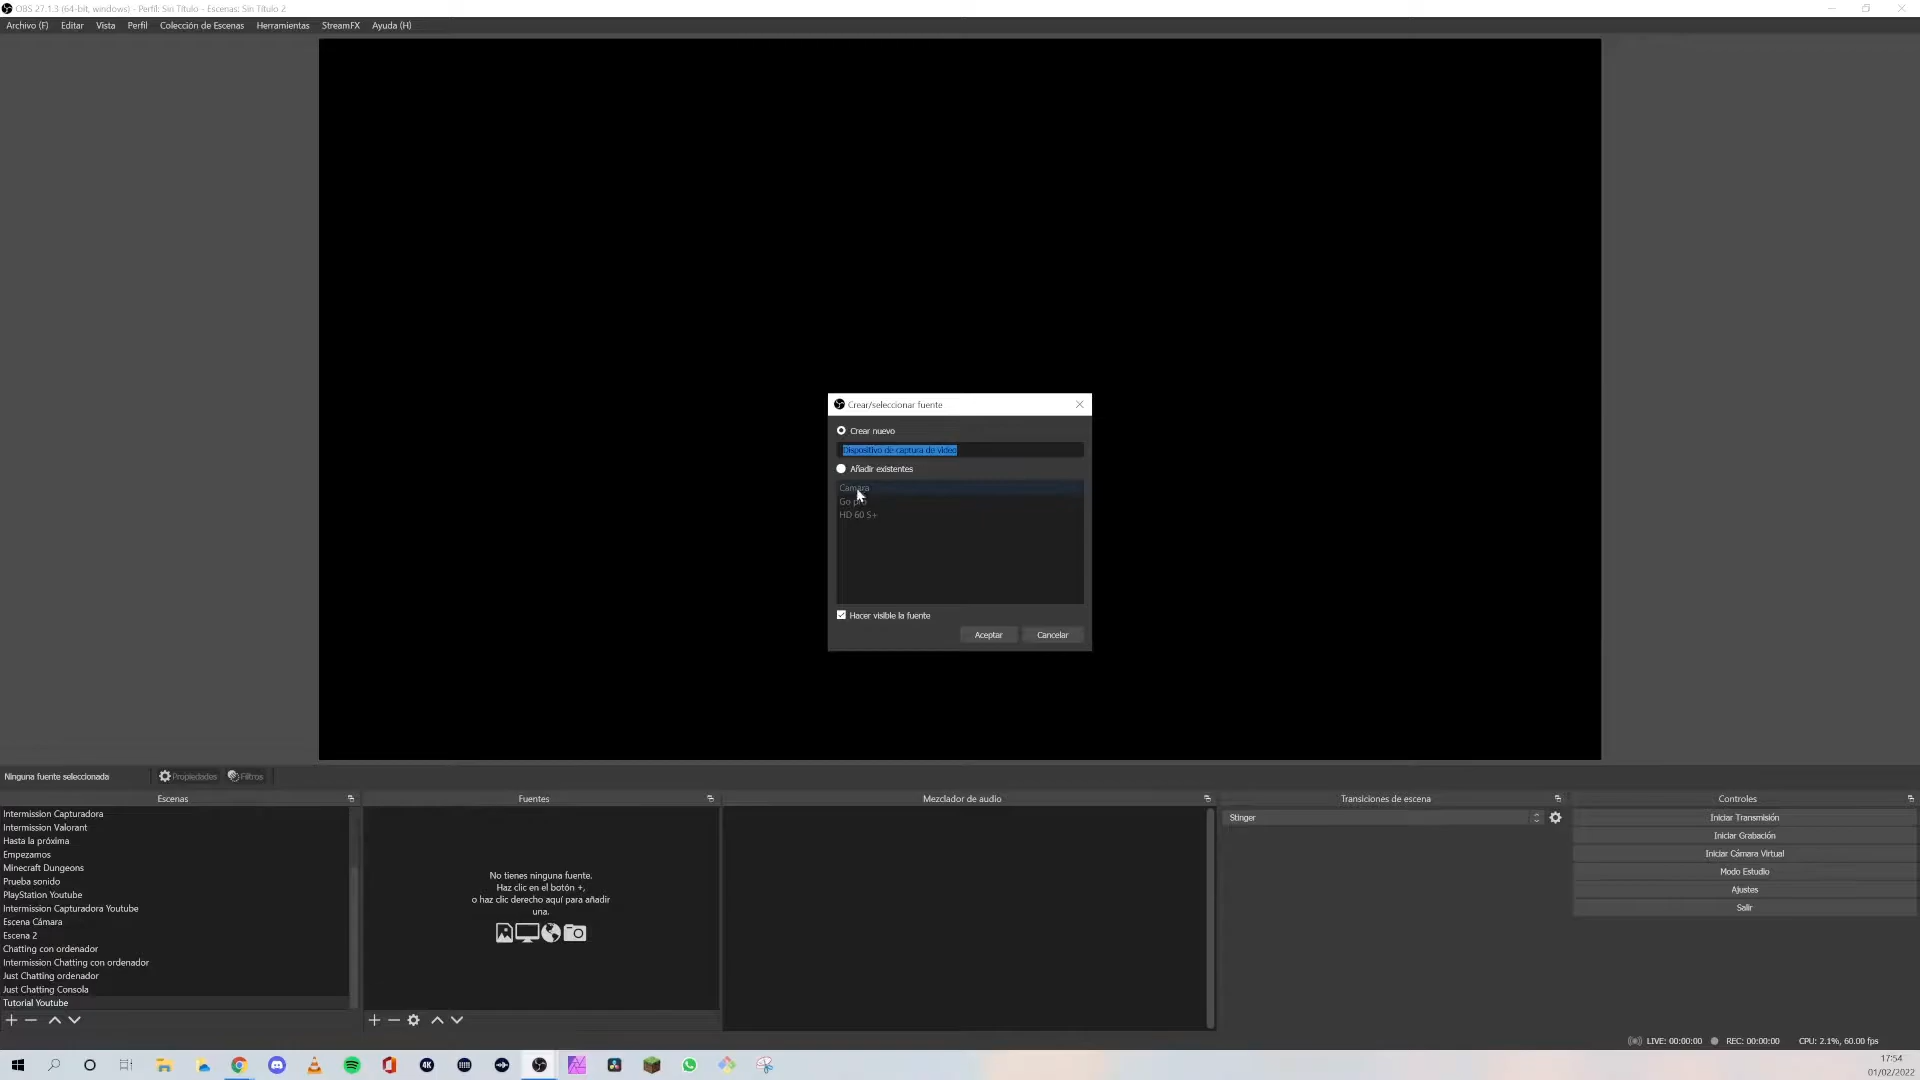 OBS 27.1.3 (64-bit, windows) - Perfil: Sin Título - Escenas: Sin Título 2
Archivo (F) Editar Vista Perfil Colección de Escenas Herramientas StreamFX Ayuda (H)
Crear/seleccionar fuente
Crear nuevo
Dispositivo de captura de video
Añadir existentes
Camara
Go pro
HD 60 S+
Hacer visible la fuente
Aceptar Cancelar
Ninguna fuente seleccionada Propiedades Filtros
Escenas Fuentes Mezclador de audio Transiciones de escena Controles
Intermission Capturadora
Intermission Valorant
Hasta la próxima
Empezamos
Minecraft Dungeons
Prueba sonido
PlayStation Youtube
Intermission Capturadora Youtube
Escena Cámara
Escena 2
Chatting con ordenador
Intermission Chatting con ordenador
Just Chatting ordenador
Just Chatting Consola
Tutorial Youtube
No tienes ninguna fuente.
Haz clic en el botón +,
o haz clic derecho aquí para añadir
una.
Stinger
Iniciar Transmisión
Iniciar Grabación
Iniciar Cámara Virtual
Modo Estudio
Ajustes
Salir
LIVE: 00:00:00 REC: 00:00:00 CPU: 2.1%, 60.00 fps
4K
17:54
01/02/2022